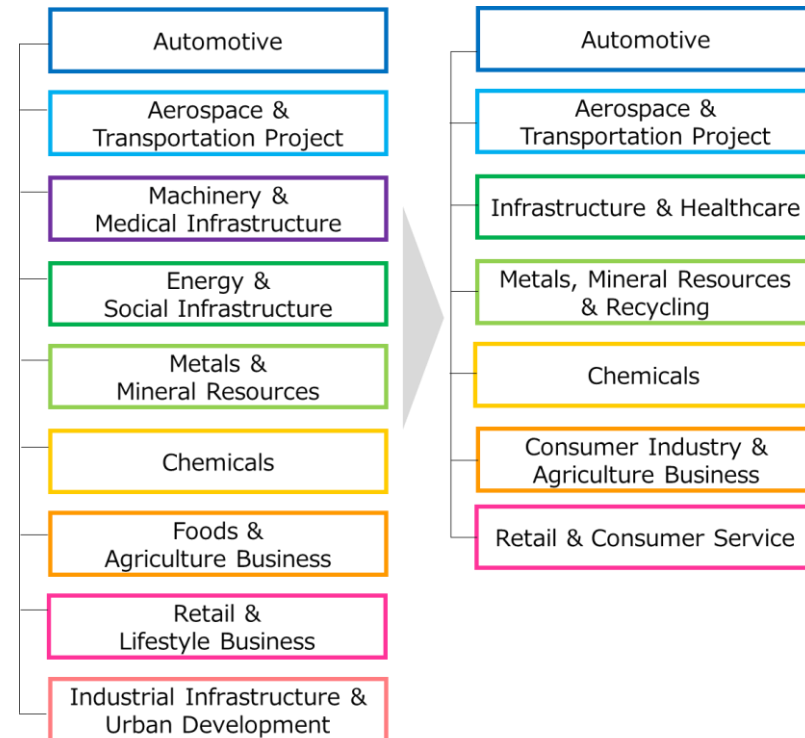 Automotive
Aerospace &
Transportation Project
Machinery &
Medical Infrastructure
Energy &
Social Infrastructure
Metals &
Mineral Resources
Chemicals
Foods &
Agriculture Business
Retail &
Lifestyle Business
Industrial Infrastructure &
Urban Development
Automotive
Aerospace &
Transportation Project
Infrastructure & Healthcare
Metals, Mineral Resources
& Recycling
Chemicals
Consumer Industry &
Agriculture Business
Retail & Consumer Service